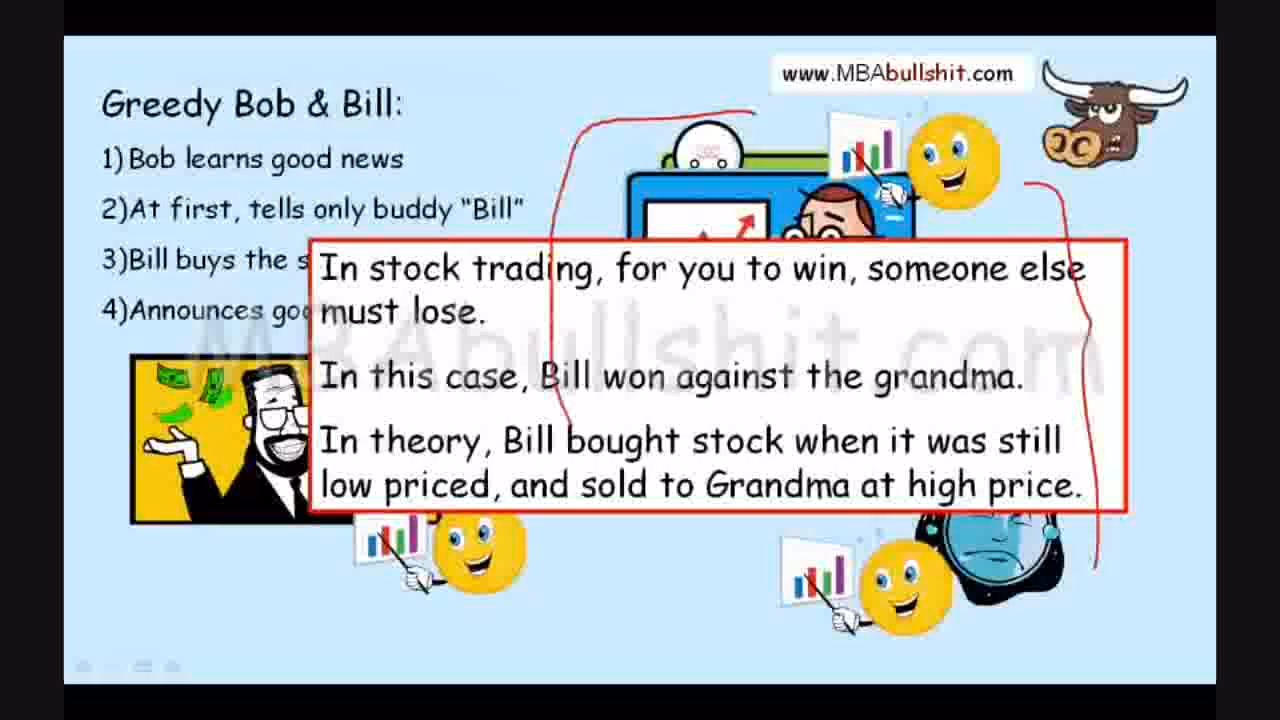 www.MBAbullshit.com
Greedy Bob & Bill:
1) Bob learns good news
2)At first, tells only buddy “Bill”
3)Bill buys the
4)Announces
In stock trading, for you to win, someone else
must lose.
In this case, Bill won against the grandma.
In theory, Bill bought stock when it was still
low priced, and sold to Grandma at high price.
MBAbullshit.com